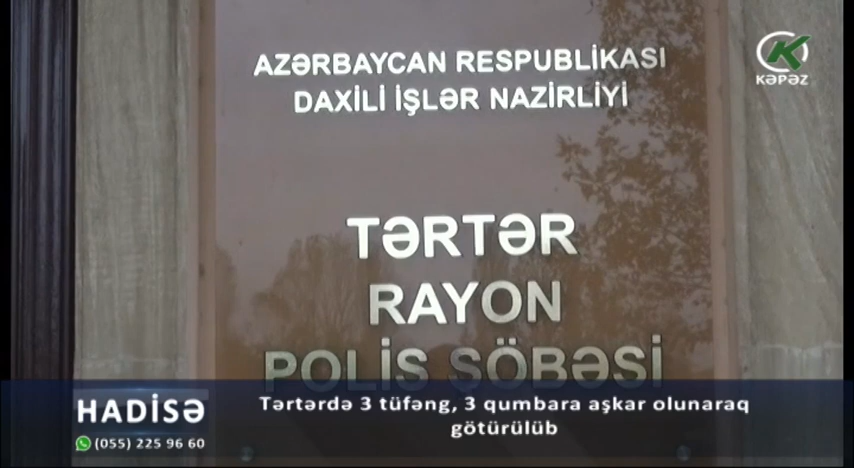 AZƏRBAYCAN RESPUBLİKASI
DAXİLİ İŞLƏR NAZİRLİYİ
KƏPƏZ
TƏRTƏR
RAYON
POLİS ŞÖBƏSİ
HADİSƏ
(055) 225 96 60
Tərtərdə 3 tüfəng, 3 qumbara aşkar olunaraq
götürülüb